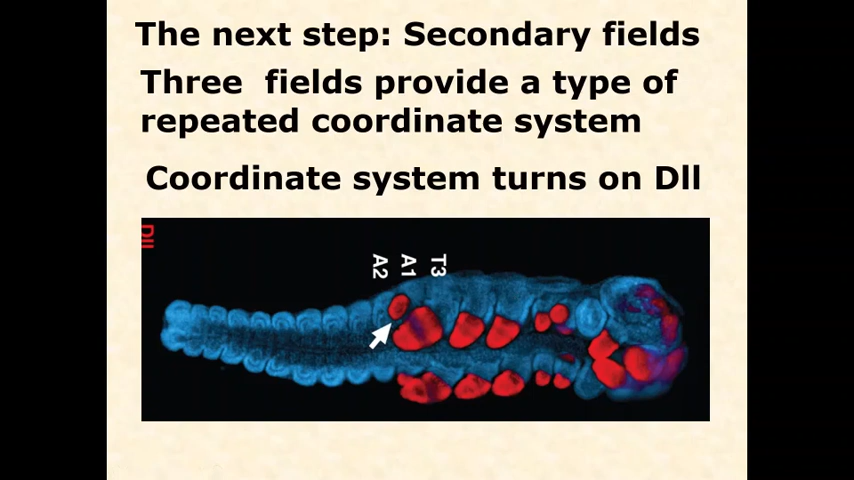 The next step: Secondary fields
Three fields provide a type of
repeated coordinate system
Coordinate system turns on Dll
Dll
A2 A1 T3